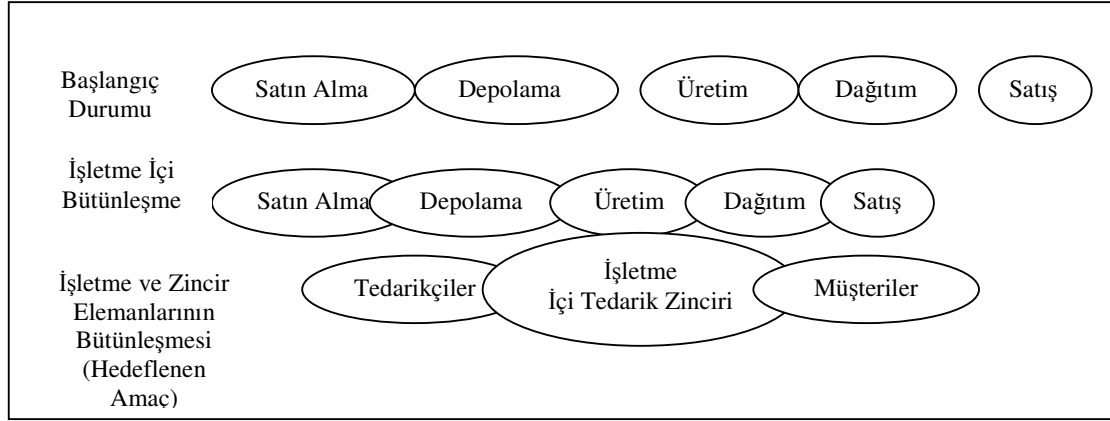 Başlangıç
Durumu
Satın Alma
Depolama
Üretim
Dağıtım
Satış
İşletme İçi
Bütünleşme
Satın Alma
Depolama
Üretim
Dağıtım
Satış
İşletme ve Zincir
Elemanlarının
Bütünleşmesi
(Hedeflenen
Amaç)
Tedarikçiler
İşletme
İçi Tedarik Zinciri
Müşteriler